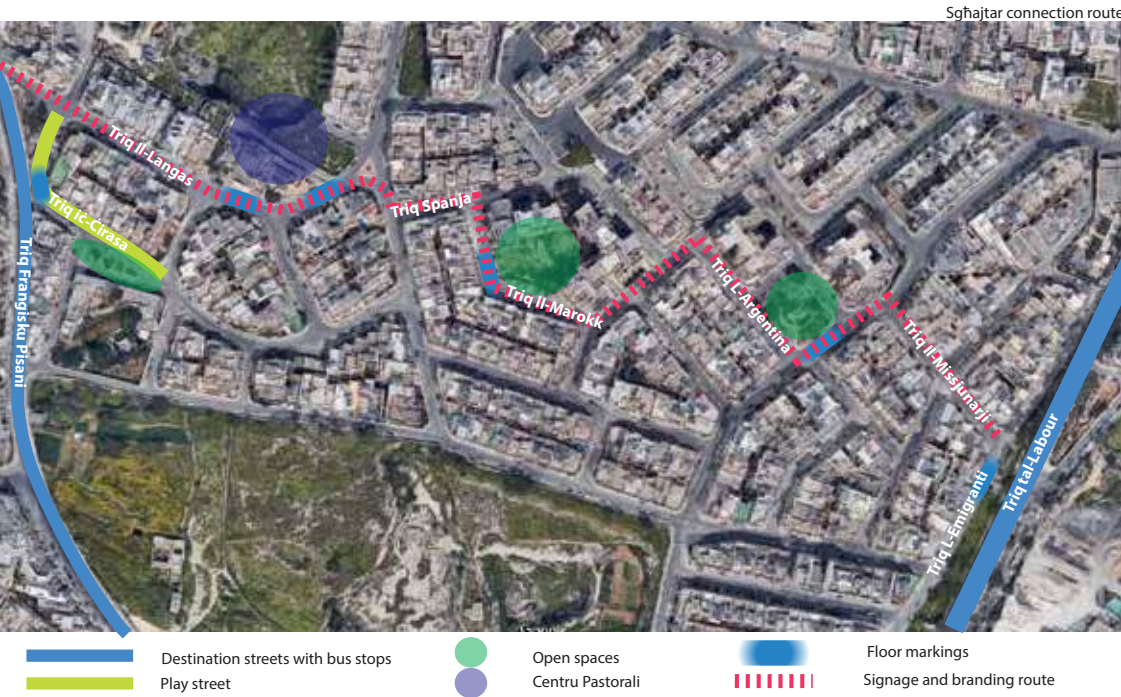 Sgħajtar connection route
Triq Il-Langas
Triq iċ-Ċirasa
Triq Frangisku Pisani
Triq Spanja
Triq Il-Marokk
Triq L-Argentina
Triq Il-Missjunarji
Triq tal-Labour
Triq L-Emigranti
Destination streets with bus stops
Play street
Open spaces
Centru Pastorali
Floor markings
Signage and branding route